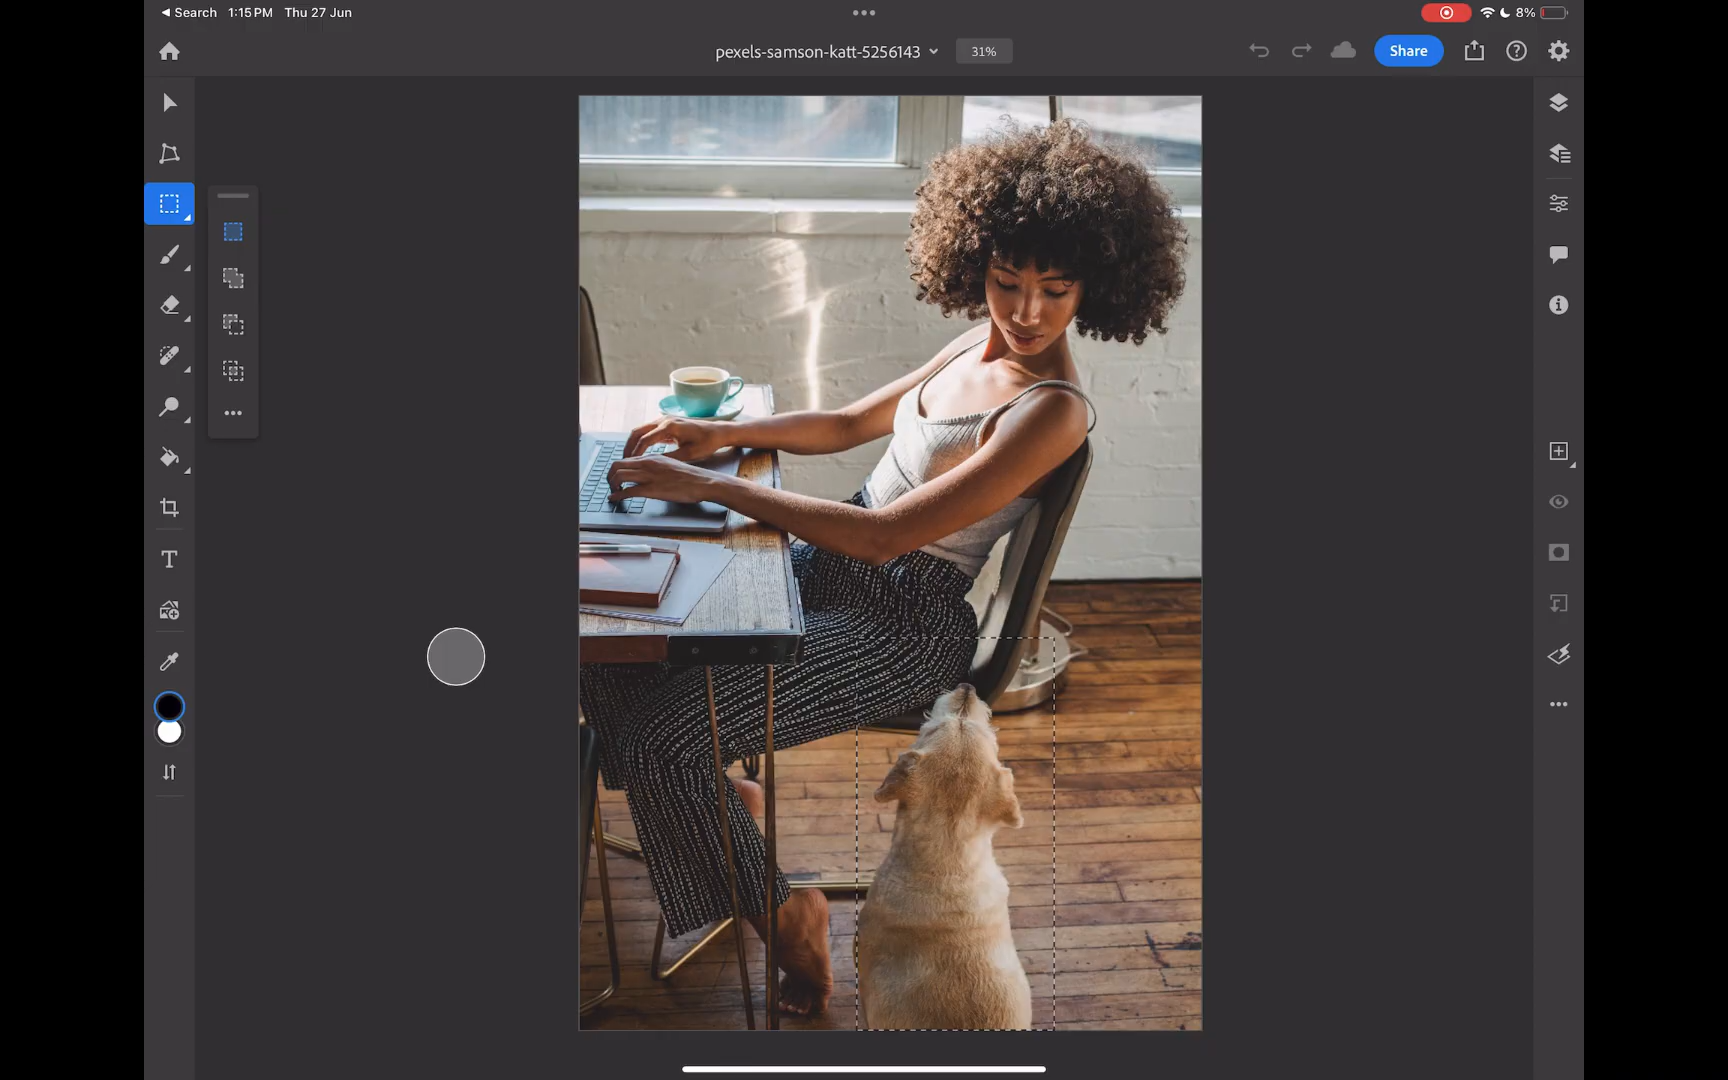 Search 1:15 PM Thu 27 Jun
8%
pexels-samson-katt-5256143
31%
Share
T